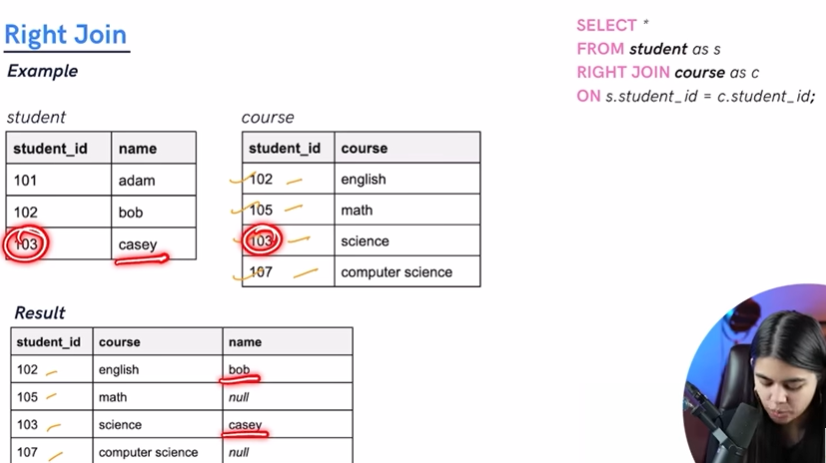 Right Join
Example
SELECT *
FROM student as s
RIGHT JOIN course as c
ON s.student_id = c.student_id;
student
student_id name
101 adam
102 bob
103 casey
course
student_id course
102 english
105 math
103 science
107 computer science
Result
student_id course name
102 english bob
105 math null
103 science casey
107 computer science null